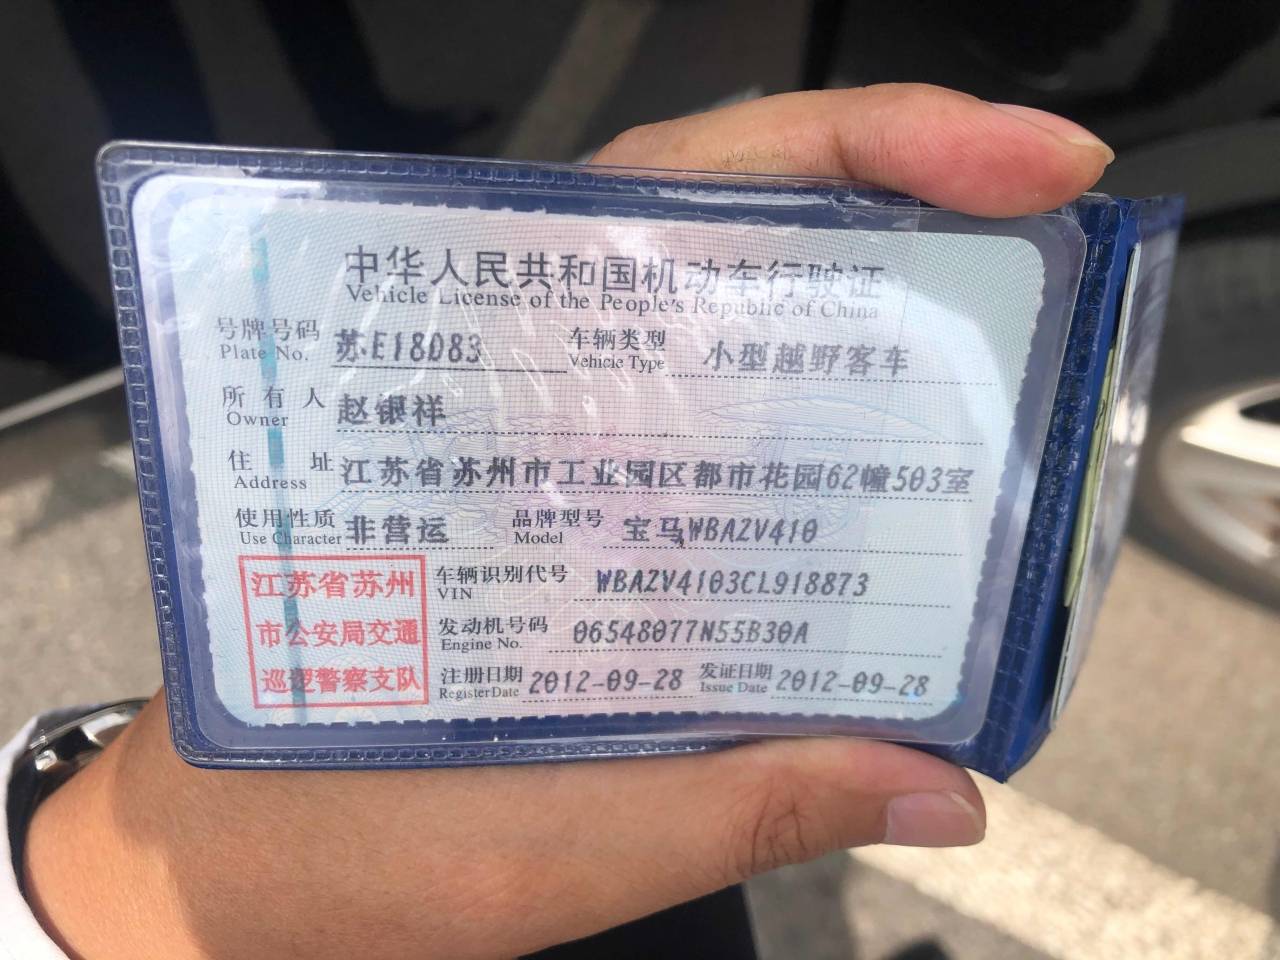 中华人民共和国机动车行驶证
Vehicle License of the People's Republic of China
号牌号码 苏E18D83 车辆类型 小型越野客车
Plate No. Vehicle Type
所有人 赵银祥
Owner
住址 江苏省苏州市工业园区都市花园62幢503室
Address
使用性质 非营运 品牌型号 宝马WBAZV410
Use Character Model
江苏省苏州 车辆识别代号 WBAZV4103CL918873
VIN
市公安局交通 发动机号码 06548077N55B30A
Engine No.
巡逻警察支队 注册日期 2012-09-28 发证日期 2012-09-28
Register Date Issue Date